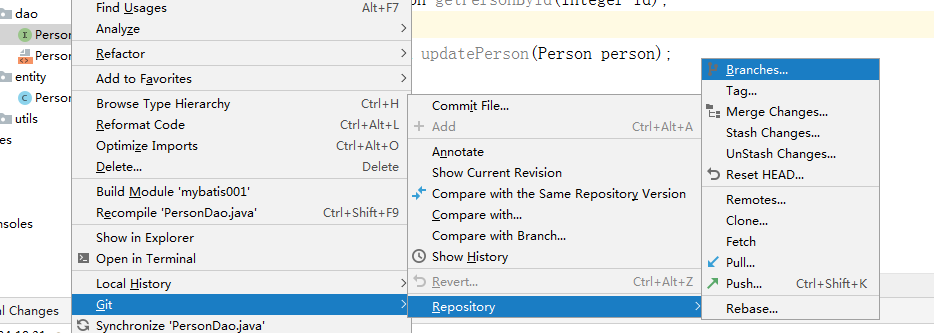 dao
Person
Person
entity
Person
utils
es
nsoles
l Changes
on getPersonById(Integer id);
updatePerson(Person person);
Find Usages Alt+F7
Analyze
Refactor
Add to Favorites
Browse Type Hierarchy Ctrl+H
Reformat Code Ctrl+Alt+L
Optimize Imports Ctrl+Alt+O
Delete... Delete
Build Module 'mybatis001'
Recompile 'PersonDao.java' Ctrl+Shift+F9
Show in Explorer
Open in Terminal
Local History
Git
Synchronize 'PersonDao.java'
Commit File...
Add Ctrl+Alt+A
Annotate
Show Current Revision
Compare with the Same Repository Version
Compare with...
Compare with Branch...
Show History
Revert... Ctrl+Alt+Z
Repository
Branches...
Tag...
Merge Changes...
Stash Changes...
UnStash Changes...
Reset HEAD...
Remotes...
Clone...
Fetch
Pull...
Push... Ctrl+Shift+K
Rebase...